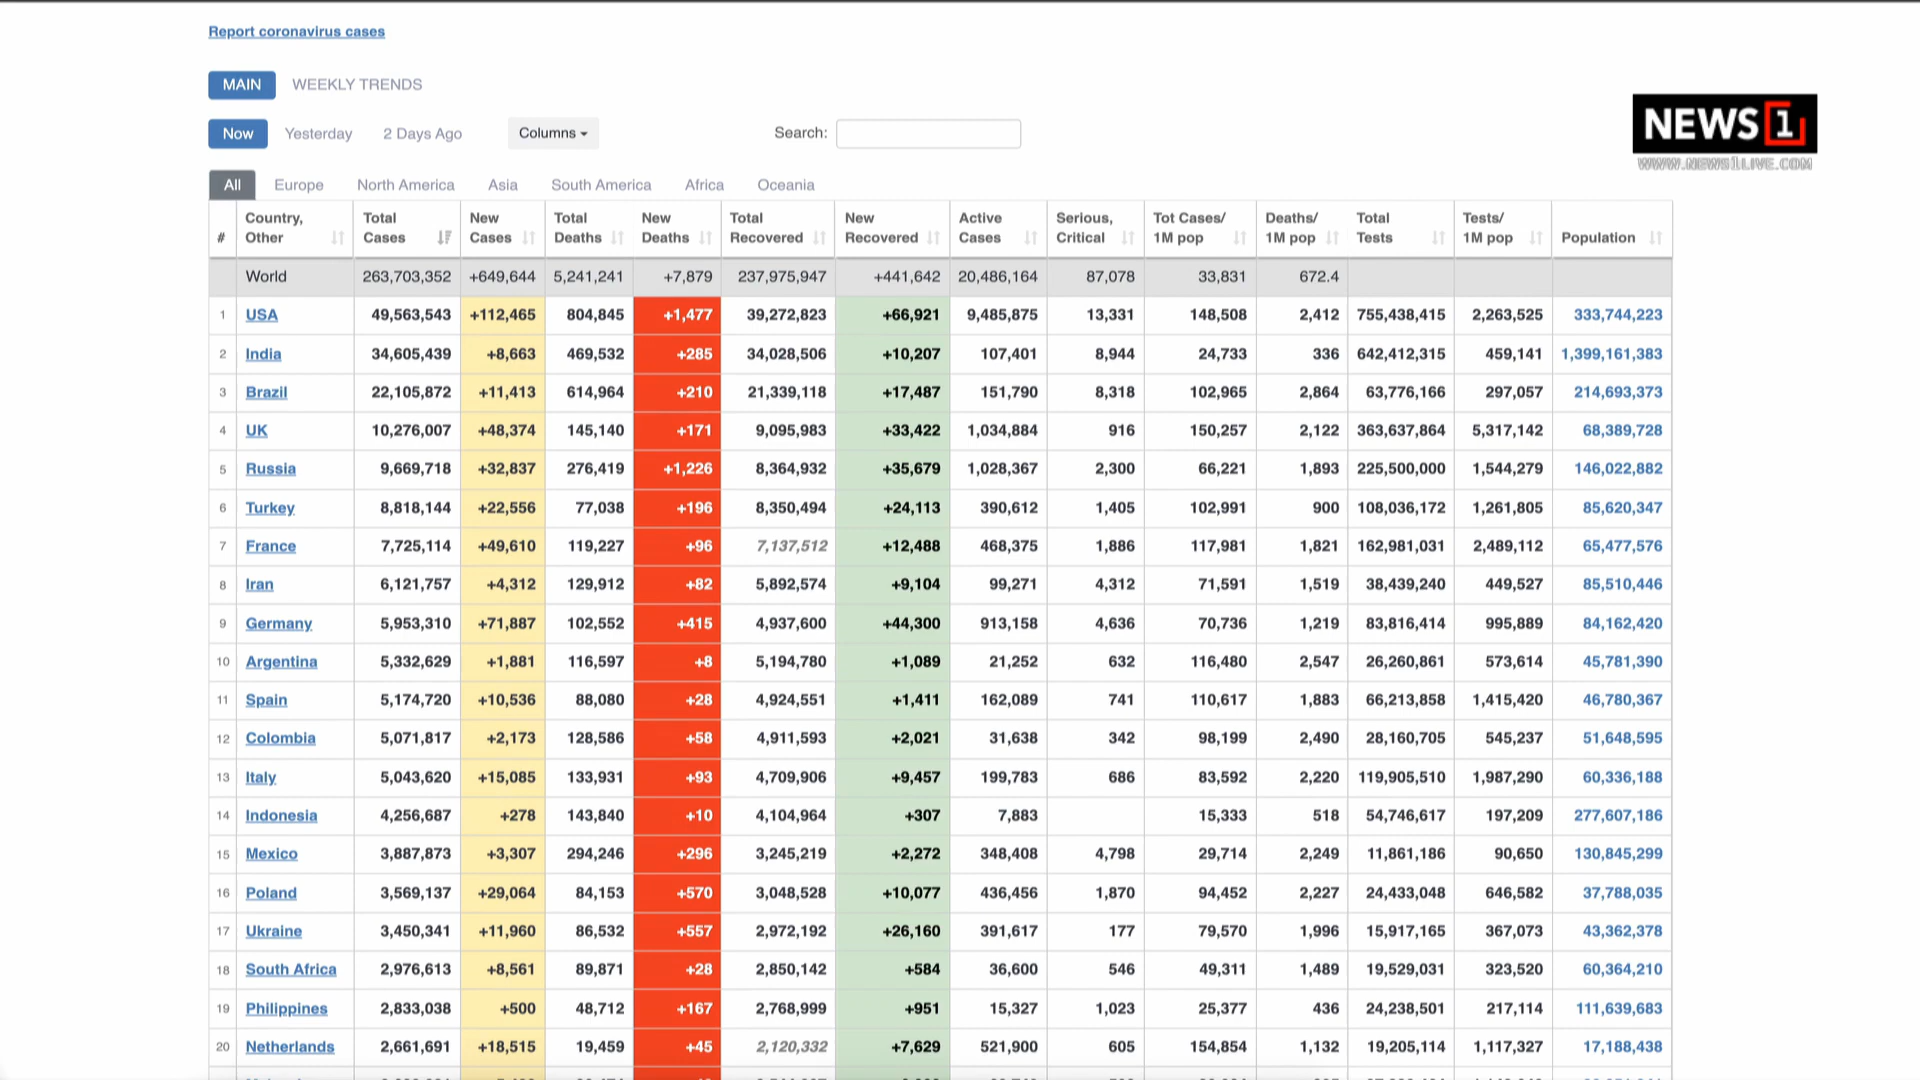 Report coronavirus cases
MAIN WEEKLY TRENDS
NEWS 1
WWW.NEWS1LIVE.COM
Now Yesterday 2 Days Ago Columns Search:
All Europe North America Asia South America Africa Oceania
# Country, Other Total Cases New Cases Total Deaths New Deaths Total Recovered New Recovered Active Cases Serious, Critical Tot Cases/ 1M pop Deaths/ 1M pop Total Tests Tests/ 1M pop Population
World 263,703,352 +649,644 5,241,241 +7,879 237,975,947 +441,642 20,486,164 87,078 33,831 672.4
1 USA 49,563,543 +112,465 804,845 +1,477 39,272,823 +66,921 9,485,875 13,331 148,508 2,412 755,438,415 2,263,525 333,744,223
2 India 34,605,439 +8,663 469,532 +285 34,028,506 +10,207 107,401 8,944 24,733 336 642,412,315 459,141 1,399,161,383
3 Brazil 22,105,872 +11,413 614,964 +210 21,339,118 +17,487 151,790 8,318 102,965 2,864 63,776,166 297,057 214,693,373
4 UK 10,276,007 +48,374 145,140 +171 9,095,983 +33,422 1,034,884 916 150,257 2,122 363,637,864 5,317,142 68,389,728
5 Russia 9,669,718 +32,837 276,419 +1,226 8,364,932 +35,679 1,028,367 2,300 66,221 1,893 225,500,000 1,544,279 146,022,882
6 Turkey 8,818,144 +22,556 77,038 +196 8,350,494 +24,113 390,612 1,405 102,991 900 108,036,172 1,261,805 85,620,347
7 France 7,725,114 +49,610 119,227 +96 7,137,512 +12,488 468,375 1,886 117,981 1,821 162,981,031 2,489,112 65,477,576
8 Iran 6,121,757 +4,312 129,912 +82 5,892,574 +9,104 99,271 4,312 71,591 1,519 38,439,240 449,527 85,510,446
9 Germany 5,953,310 +71,887 102,552 +415 4,937,600 +44,300 913,158 4,636 70,736 1,219 83,816,414 995,889 84,162,420
10 Argentina 5,332,629 +1,881 116,597 +8 5,194,780 +1,089 21,252 632 116,480 2,547 26,260,861 573,614 45,781,390
11 Spain 5,174,720 +10,536 88,080 +28 4,924,551 +1,411 162,089 741 110,617 1,883 66,213,858 1,415,420 46,780,367
12 Colombia 5,071,817 +2,173 128,586 +58 4,911,593 +2,021 31,638 342 98,199 2,490 28,160,705 545,237 51,648,595
13 Italy 5,043,620 +15,085 133,931 +93 4,709,906 +9,457 199,783 686 83,592 2,220 119,905,510 1,987,290 60,336,188
14 Indonesia 4,256,687 +278 143,840 +10 4,104,964 +307 7,883 15,333 518 54,746,617 197,209 277,607,186
15 Mexico 3,887,873 +3,307 294,246 +296 3,245,219 +2,272 348,408 4,798 29,714 2,249 11,861,186 90,650 130,845,299
16 Poland 3,569,137 +29,064 84,153 +570 3,048,528 +10,077 436,456 1,870 94,452 2,227 24,433,048 646,582 37,788,035
17 Ukraine 3,450,341 +11,960 86,532 +557 2,972,192 +26,160 391,617 177 79,570 1,996 15,917,165 367,073 43,362,378
18 South Africa 2,976,613 +8,561 89,871 +28 2,850,142 +584 36,600 546 49,311 1,489 19,529,031 323,520 60,364,210
19 Philippines 2,833,038 +500 48,712 +167 2,768,999 +951 15,327 1,023 25,377 436 24,238,501 217,114 111,639,683
20 Netherlands 2,661,691 +18,515 19,459 +45 2,120,332 +7,629 521,900 605 154,854 1,132 19,205,114 1,117,327 17,188,438